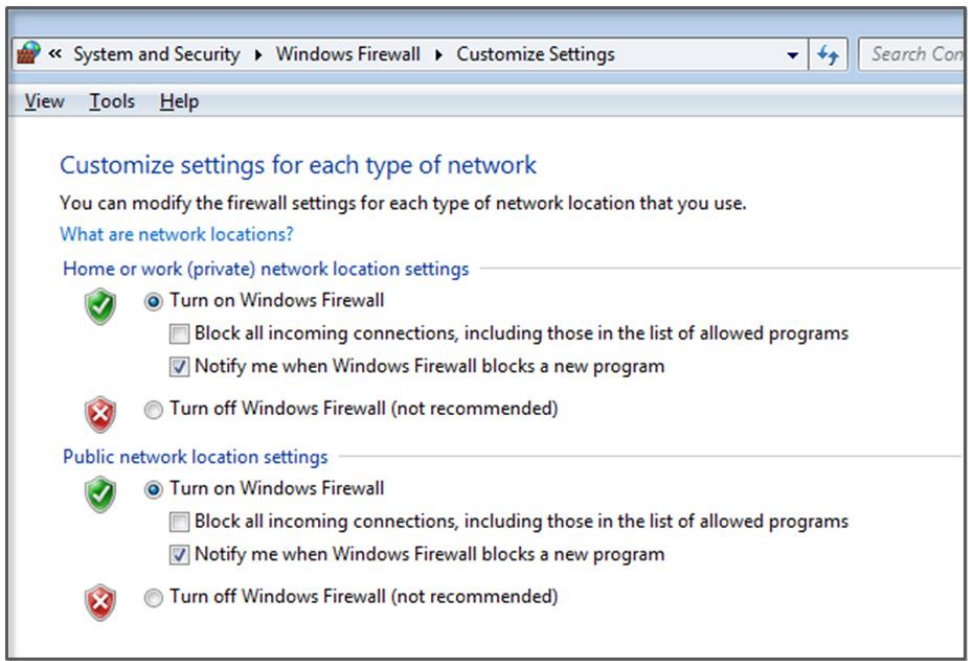 « System and Security ▸ Windows Firewall ▸ Customize Settings Search Con
View Tools Help
Customize settings for each type of network
You can modify the firewall settings for each type of network location that you use.
What are network locations?
Home or work (private) network location settings
Turn on Windows Firewall
Block all incoming connections, including those in the list of allowed programs
Notify me when Windows Firewall blocks a new program
Turn off Windows Firewall (not recommended)
Public network location settings
Turn on Windows Firewall
Block all incoming connections, including those in the list of allowed programs
Notify me when Windows Firewall blocks a new program
Turn off Windows Firewall (not recommended)